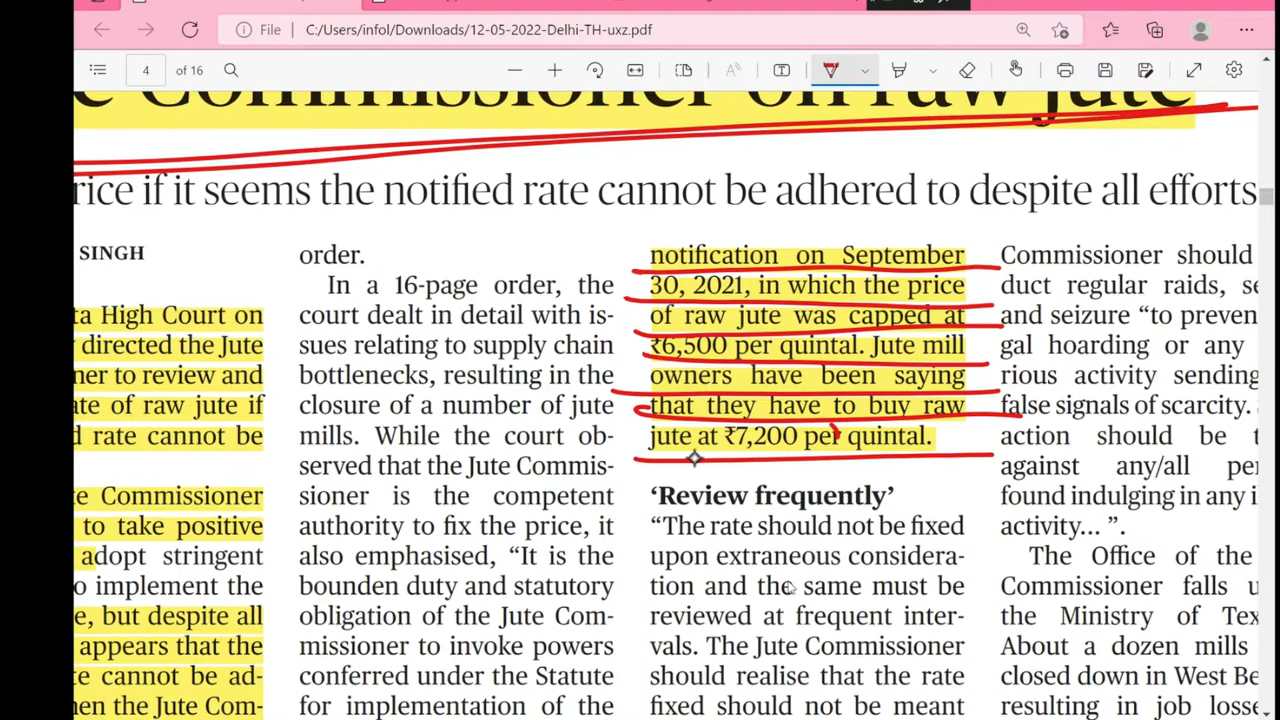 File C:/Users/infol/Downloads/12-05-2022-Delhi-TH-uxz.pdf
4 of 16
e Commissioner on raw jute
rice if it seems the notified rate cannot be adhered to despite all efforts
SINGH
ta High Court on
directed the Jute
ner to review and
ate of raw jute if
d rate cannot be
e Commissioner
to take positive
adopt stringent
o implement the
e, but despite all
appears that the
te cannot be ad-
hen the Jute Com-
order.
In a 16-page order, the
court dealt in detail with is-
sues relating to supply chain
bottlenecks, resulting in the
closure of a number of jute
mills. While the court ob-
served that the Jute Commis-
sioner is the competent
authority to fix the price, it
also emphasised, “It is the
bounden duty and statutory
obligation of the Jute Com-
missioner to invoke powers
conferred under the Statute
for implementation of the
notification on September
30, 2021, in which the price
of raw jute was capped at
₹6,500 per quintal. Jute mill
owners have been saying
that they have to buy raw
jute at ₹7,200 per quintal.
‘Review frequently’
“The rate should not be fixed
upon extraneous considera-
tion and the same must be
reviewed at frequent inter-
vals. The Jute Commissioner
should realise that the rate
fixed should not be meant
Commissioner should
duct regular raids, se
and seizure “to preven
gal hoarding or any
rious activity sending
false signals of scarcity.
action should be t
against any/all per
found indulging in any i
activity... ”.
The Office of the
Commissioner falls u
the Ministry of Tex
About a dozen mills
closed down in West Be
resulting in job losse